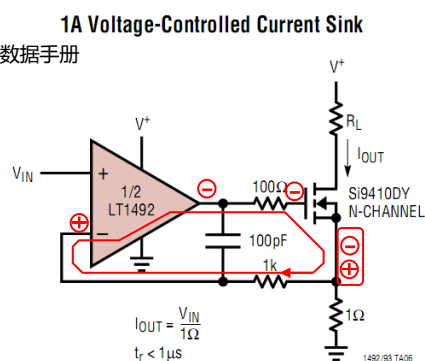 1A Voltage-Controlled Current Sink
数据手册
V+
RL
IOUT
V+
VIN
+
1/2
LT1492
−
100Ω
Si9410DY
N-CHANNEL
100pF
1k
1Ω
IOUT = VIN
1Ω
tr < 1µs
1492/93 TA06